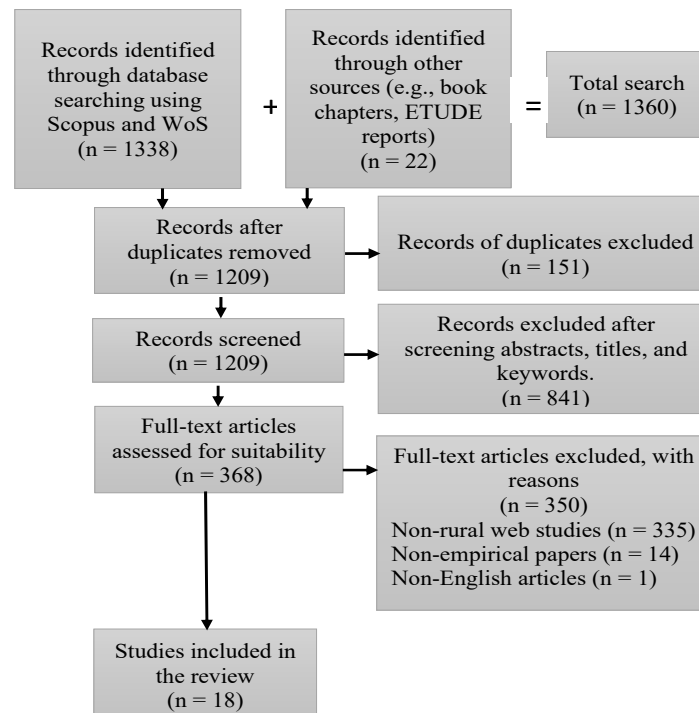 Records identified
through database
searching using
Scopus and WoS
(n = 1338)
+
Records identified
through other
sources (e.g., book
chapters, ETUDE
reports)
(n = 22)
=
Total search
(n = 1360)
Records after
duplicates removed
(n = 1209)
Records of duplicates excluded
(n = 151)
Records screened
(n = 1209)
Records excluded after
screening abstracts, titles, and
keywords.
(n = 841)
Full-text articles
assessed for suitability
(n = 368)
Full-text articles excluded, with
reasons
(n = 350)
Non-rural web studies (n = 335)
Non-empirical papers (n = 14)
Non-English articles (n = 1)
Studies included in
the review
(n = 18)